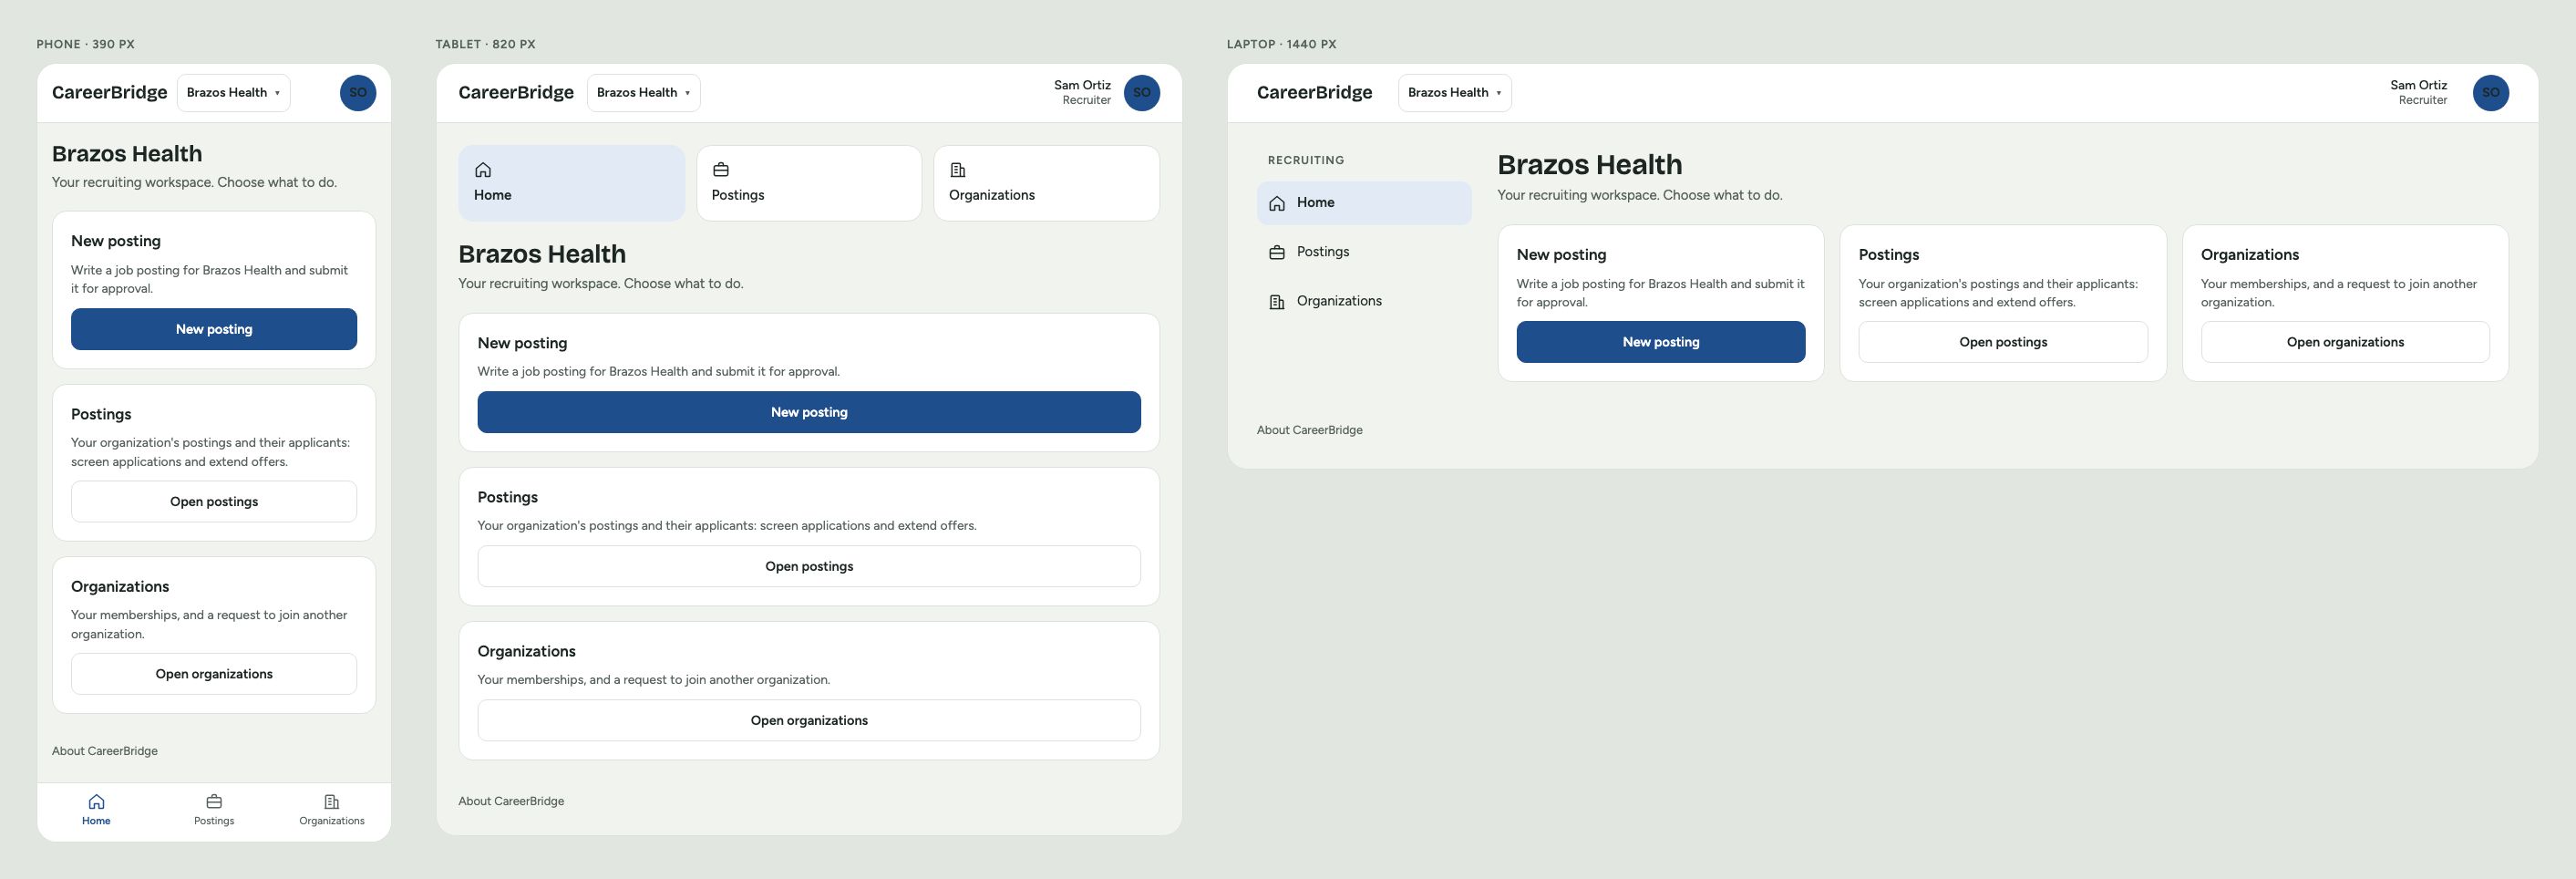 PHONE · 390 PX
CareerBridge
Brazos Health
SO
Brazos Health
Your recruiting workspace. Choose what to do.
New posting
Write a job posting for Brazos Health and submit
it for approval.
New posting
Postings
Your organization's postings and their applicants:
screen applications and extend offers.
Open postings
Organizations
Your memberships, and a request to join another
organization.
Open organizations
About CareerBridge
Home
Postings
Organizations
TABLET · 820 PX
CareerBridge
Brazos Health
Sam Ortiz
Recruiter
SO
Home
Postings
Organizations
Brazos Health
Your recruiting workspace. Choose what to do.
New posting
Write a job posting for Brazos Health and submit it for approval.
New posting
Postings
Your organization's postings and their applicants: screen applications and extend offers.
Open postings
Organizations
Your memberships, and a request to join another organization.
Open organizations
About CareerBridge
LAPTOP · 1440 PX
CareerBridge
Brazos Health
Sam Ortiz
Recruiter
SO
RECRUITING
Home
Postings
Organizations
Brazos Health
Your recruiting workspace. Choose what to do.
New posting
Write a job posting for Brazos Health and submit it
for approval.
New posting
Postings
Your organization's postings and their applicants:
screen applications and extend offers.
Open postings
Organizations
Your memberships, and a request to join another
organization.
Open organizations
About CareerBridge